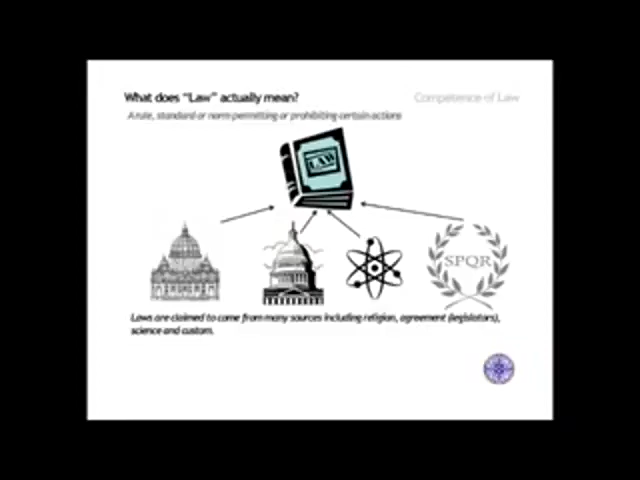 What does “Law” actually mean?
Competence of Law
A rule, standard or norm permitting or prohibiting certain actions
LAW
SPQR
Laws are claimed to come from many sources including religion, agreement (legislators),
science and custom.